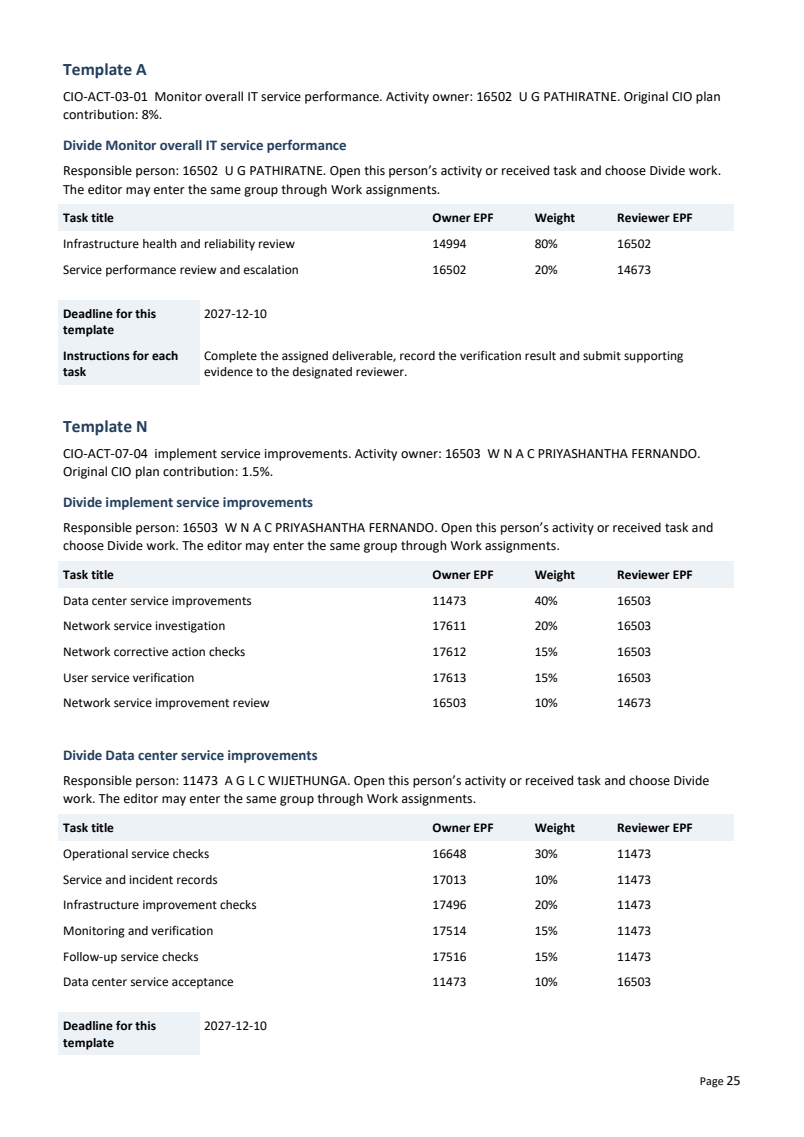 Template A
CIO-ACT-03-01  Monitor overall IT service performance. Activity owner: 16502  U G PATHIRATNE. Original CIO plan
contribution: 8%.
Divide Monitor overall IT service performance
Responsible person: 16502  U G PATHIRATNE. Open this person’s activity or received task and choose Divide work.
The editor may enter the same group through Work assignments.
Task title Owner EPF Weight Reviewer EPF
Infrastructure health and reliability review 14994 80% 16502
Service performance review and escalation 16502 20% 14673
Deadline for this 2027-12-10
template
Instructions for each Complete the assigned deliverable, record the verification result and submit supporting
task evidence to the designated reviewer.
Template N
CIO-ACT-07-04  implement service improvements. Activity owner: 16503  W N A C PRIYASHANTHA FERNANDO.
Original CIO plan contribution: 1.5%.
Divide implement service improvements
Responsible person: 16503  W N A C PRIYASHANTHA FERNANDO. Open this person’s activity or received task and
choose Divide work. The editor may enter the same group through Work assignments.
Task title Owner EPF Weight Reviewer EPF
Data center service improvements 11473 40% 16503
Network service investigation 17611 20% 16503
Network corrective action checks 17612 15% 16503
User service verification 17613 15% 16503
Network service improvement review 16503 10% 14673
Divide Data center service improvements
Responsible person: 11473  A G L C WIJETHUNGA. Open this person’s activity or received task and choose Divide
work. The editor may enter the same group through Work assignments.
Task title Owner EPF Weight Reviewer EPF
Operational service checks 16648 30% 11473
Service and incident records 17013 10% 11473
Infrastructure improvement checks 17496 20% 11473
Monitoring and verification 17514 15% 11473
Follow-up service checks 17516 15% 11473
Data center service acceptance 11473 10% 16503
Deadline for this 2027-12-10
template
Page 25